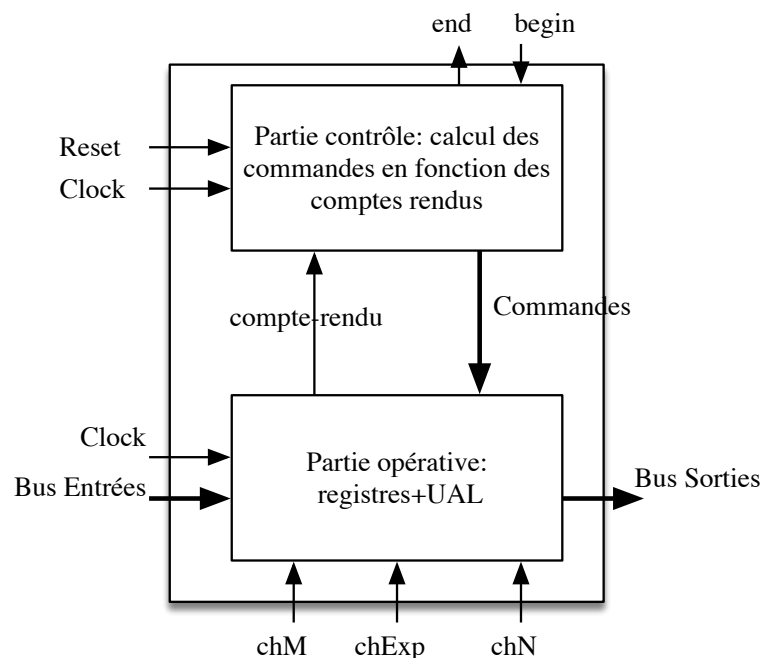 end
begin
Partie contrôle: calcul des
commandes en fonction des
comptes rendus
Reset
Clock
compte-rendu
Commandes
Clock
Bus Entrées
Partie opérative:
registres+UAL
Bus Sorties
chM
chExp
chN